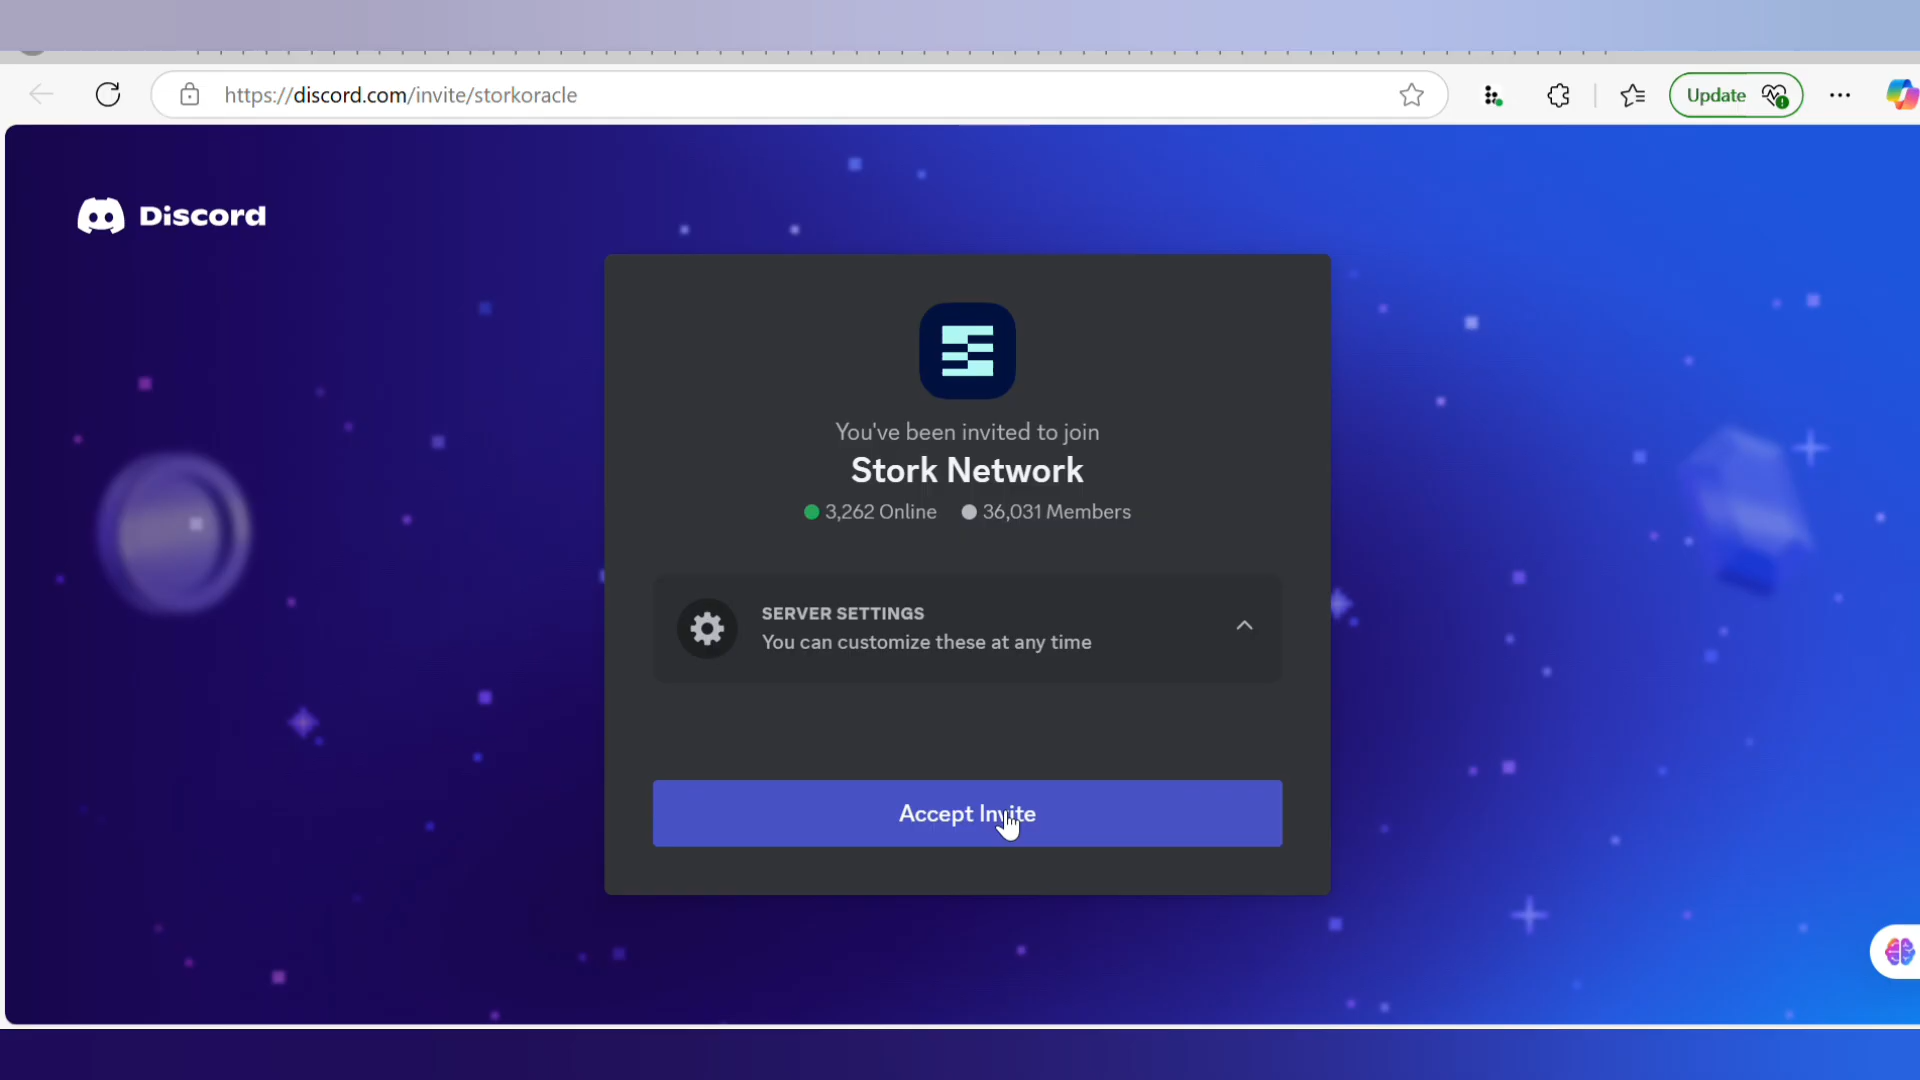 https://discord.com/invite/storkoracle
Update
Discord
You've been invited to join
Stork Network
3,262 Online 36,031 Members
SERVER SETTINGS
You can customize these at any time
Accept Invite